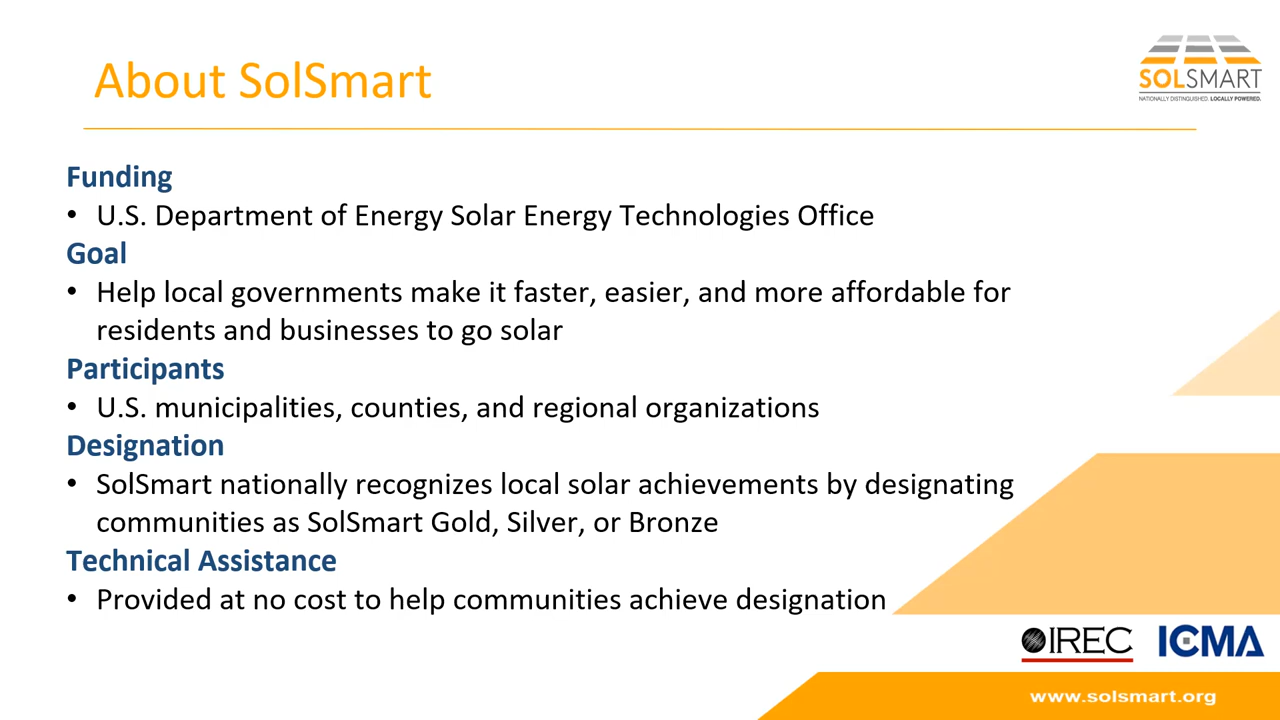 About SolSmart
SOLSMART
NATIONALLY DISTINGUISHED. LOCALLY POWERED.
Funding
• U.S. Department of Energy Solar Energy Technologies Office
Goal
• Help local governments make it faster, easier, and more affordable for
residents and businesses to go solar
Participants
• U.S. municipalities, counties, and regional organizations
Designation
• SolSmart nationally recognizes local solar achievements by designating
communities as SolSmart Gold, Silver, or Bronze
Technical Assistance
• Provided at no cost to help communities achieve designation
IREC
ICMA
www.solsmart.org